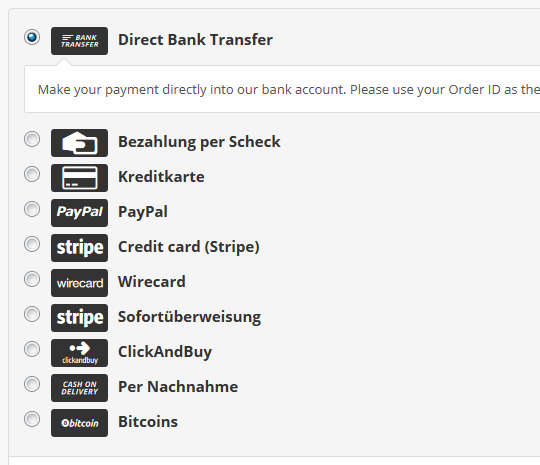 BANK TRANSFER Direct Bank Transfer
Make your payment directly into our bank account. Please use your Order ID as the
Bezahlung per Scheck
Kreditkarte
PayPal PayPal
stripe Credit card (Stripe)
wirecard Wirecard
stripe Sofortüberweisung
clickandbuy ClickAndBuy
CASH ON DELIVERY Per Nachnahme
bitcoin Bitcoins